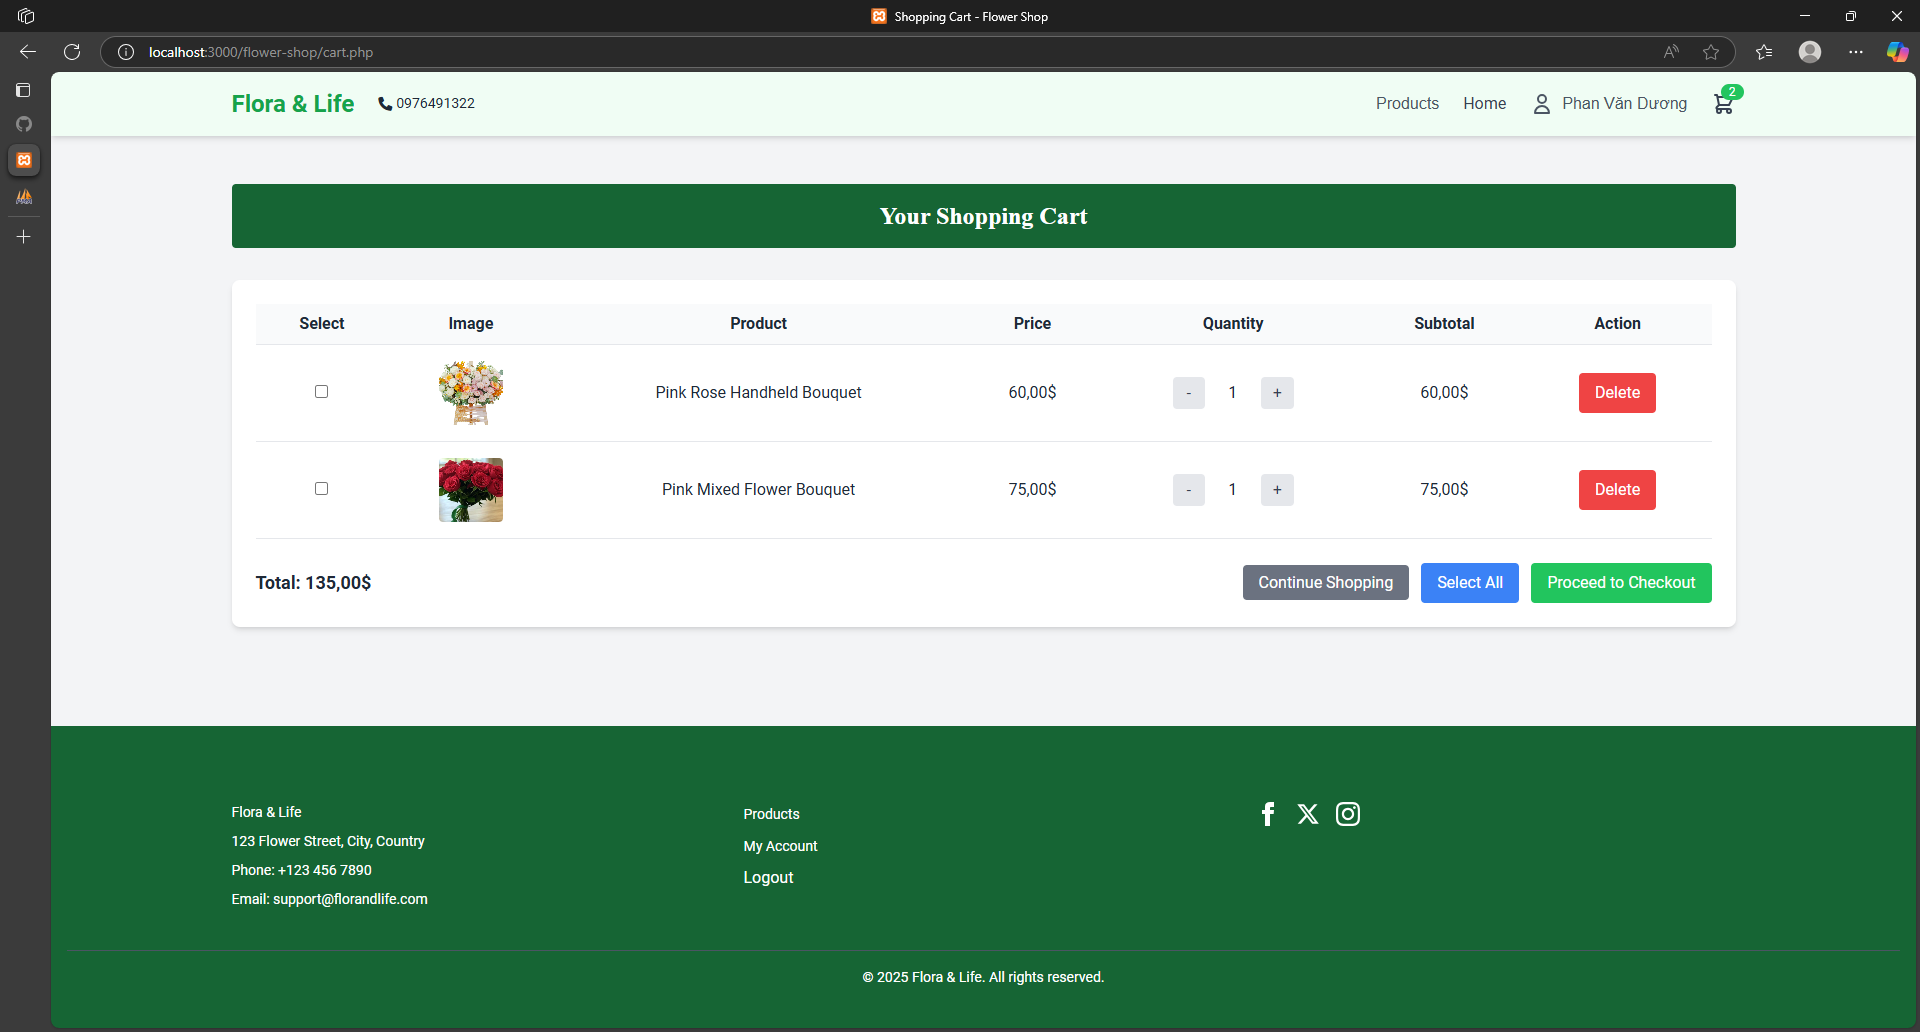 Shopping Cart - Flower Shop
localhost:3000/flower-shop/cart.php
Flora & Life 0976491322 Products Home Phan Văn Dương 2
Your Shopping Cart
Select Image Product Price Quantity Subtotal Action
Pink Rose Handheld Bouquet 60,00$ - 1 + 60,00$ Delete
Pink Mixed Flower Bouquet 75,00$ - 1 + 75,00$ Delete
Total: 135,00$ Continue Shopping Select All Proceed to Checkout
Flora & Life
123 Flower Street, City, Country
Phone: +123 456 7890
Email: support@florandlife.com
Products
My Account
Logout
© 2025 Flora & Life. All rights reserved.